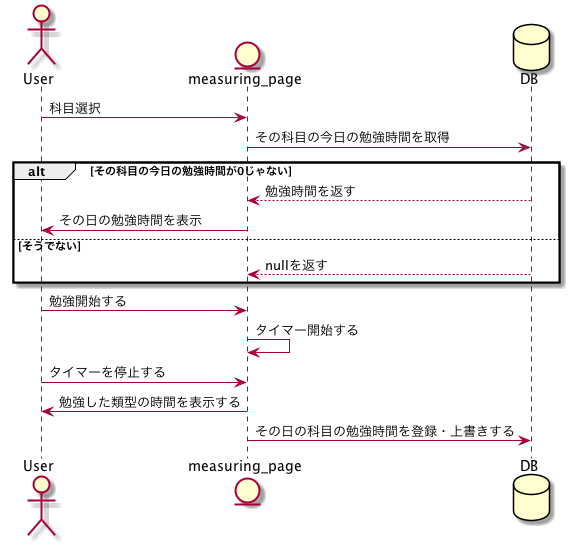 User
measuring_page
DB
科目選択
その科目の今日の勉強時間を取得
alt
[その科目の今日の勉強時間が0じゃない]
勉強時間を返す
その日の勉強時間を表示
[そうでない]
nullを返す
勉強開始する
タイマー開始する
タイマーを停止する
勉強した類型の時間を表示する
その日の科目の勉強時間を登録・上書きする
User
measuring_page
DB